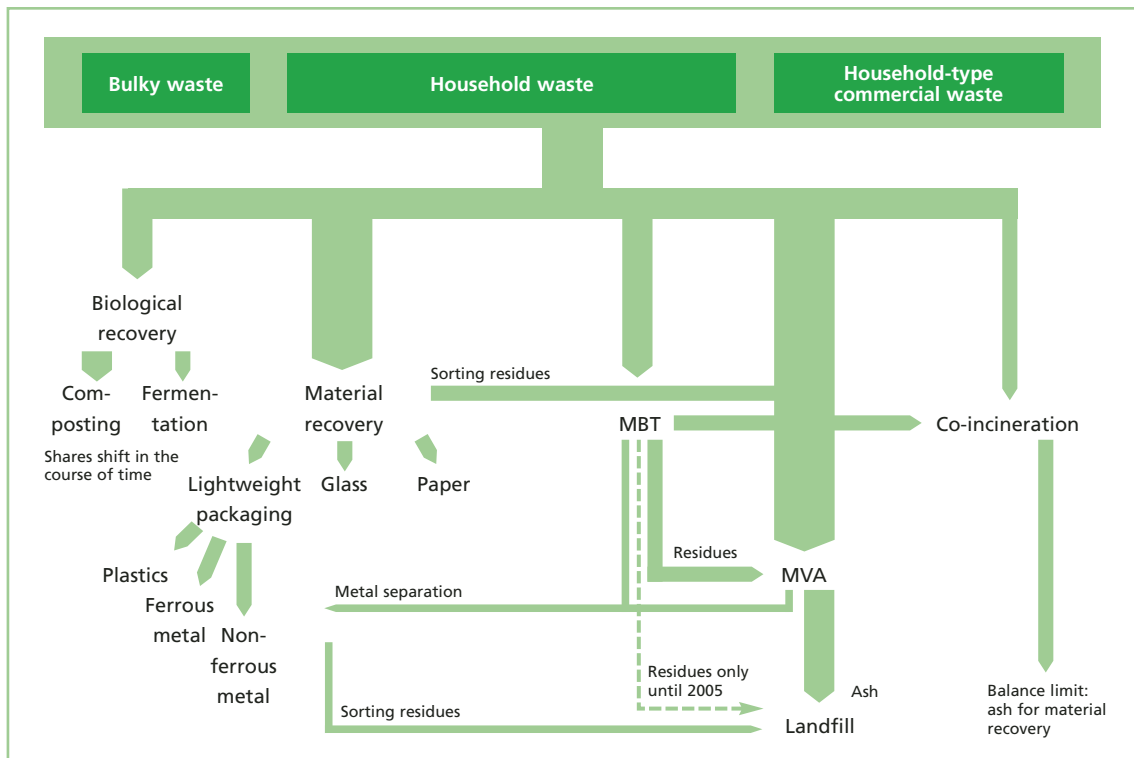 Bulky waste
Household waste
Household-type
commercial waste
Biological
recovery
Com-
posting
Fermen-
tation
Shares shift in the
course of time
Material
recovery
Sorting residues
Lightweight
packaging
Glass
Paper
Plastics
Ferrous
metal
Non-
ferrous
metal
MBT
Co-incineration
Residues
MVA
Metal separation
Residues only
until 2005
Ash
Sorting residues
Landfill
Balance limit:
ash for material
recovery